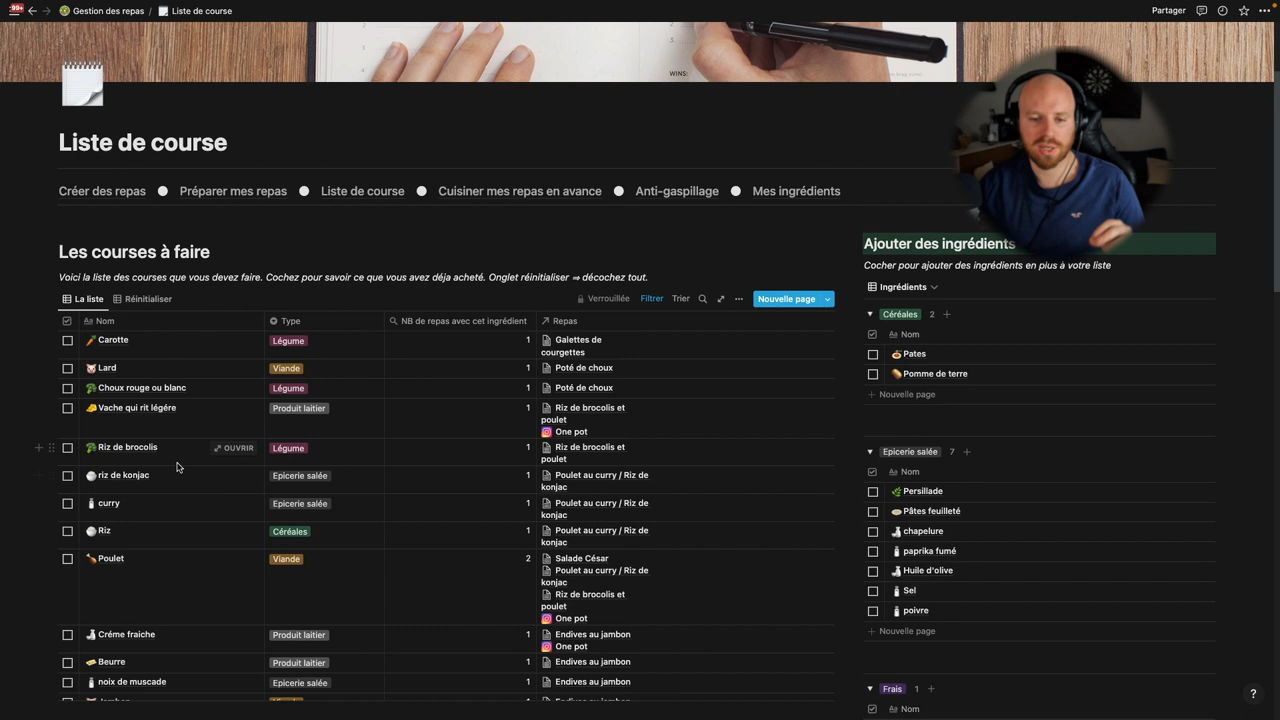 99+
Gestion des repas / Liste de course
Partager
WINS:
Liste de course
Créer des repas ● Préparer mes repas ● Liste de course ● Cuisiner mes repas en avance ● Anti-gaspillage ● Mes ingrédients
Les courses à faire
Voici la liste des courses que vous devez faire. Cochez pour savoir ce que vous avez déja acheté. Onglet réinitialiser ⇒ décochez tout.
La liste Réinitialiser
Verrouillée Filtrer Trier Nouvelle page
Nom Type NB de repas avec cet ingrédient Repas
Carotte Légume 1 Galettes de
courgettes
Lard Viande 1 Poté de choux
Choux rouge ou blanc Légume 1 Poté de choux
Vache qui rit légére Produit laitier 1 Riz de brocolis et
poulet
One pot
Riz de brocolis OUVRIR Légume 1 Riz de brocolis et
poulet
riz de konjac Epicerie salée 1 Poulet au curry / Riz de
konjac
curry Epicerie salée 1 Poulet au curry / Riz de
konjac
Riz Céréales 1 Poulet au curry / Riz de
konjac
Poulet Viande 2 Salade César
Poulet au curry / Riz de
konjac
Riz de brocolis et
poulet
One pot
Créme fraiche Produit laitier 1 Endives au jambon
One pot
Beurre Produit laitier 1 Endives au jambon
noix de muscade Epicerie salée 1 Endives au jambon
Ajouter des ingrédients
Cocher pour ajouter des ingrédients en plus à votre liste
Ingrédients
Céréales 2
Nom
Pates
Pomme de terre
Nouvelle page
Epicerie salée 7
Nom
Persillade
Pâtes feuilleté
chapelure
paprika fumé
Huile d'olive
Sel
poivre
Nouvelle page
Frais 1
Nom
?